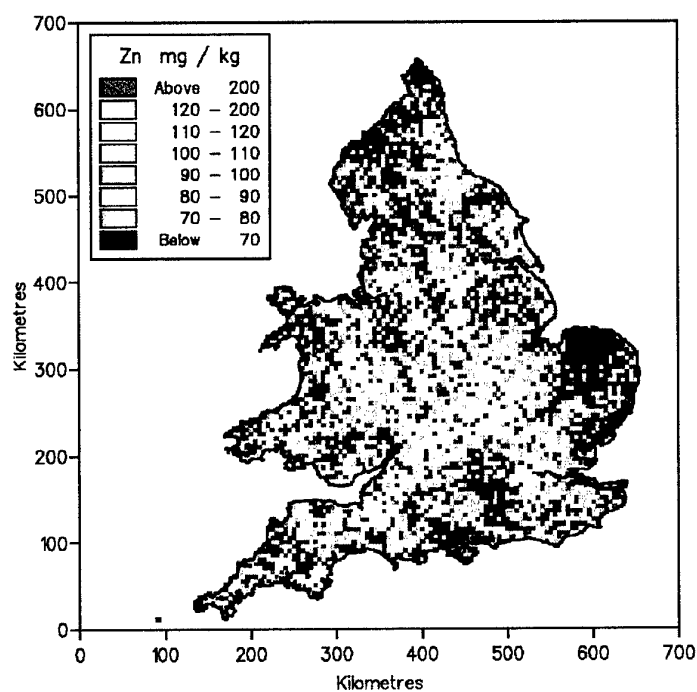 700
600
500
400
300
200
100
0
Kilometres
Zn mg / kg
Above 200
120 – 200
110 – 120
100 – 110
90 – 100
80 – 90
70 – 80
Below 70
0 100 200 300 400 500 600 700
Kilometres